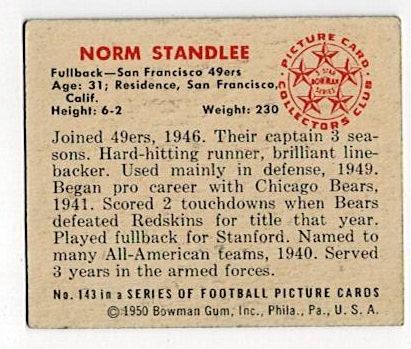 NORM STANDLEE
Fullback—San Francisco 49ers
Age: 31; Residence, San Francisco,
Calif.
Height: 6-2 Weight: 230
PICTURE CARD
5 STAR
BOWMAN
SERIES
COLLECTORS CLUB
Joined 49ers, 1946. Their captain 3 sea-
sons. Hard-hitting runner, brilliant line-
backer. Used mainly in defense, 1949.
Began pro career with Chicago Bears,
1941. Scored 2 touchdowns when Bears
defeated Redskins for title that year.
Played fullback for Stanford. Named to
many All-American teams, 1940. Served
3 years in the armed forces.
No. 143 in a SERIES OF FOOTBALL PICTURE CARDS
©1950 Bowman Gum, Inc., Phila., Pa., U. S. A.